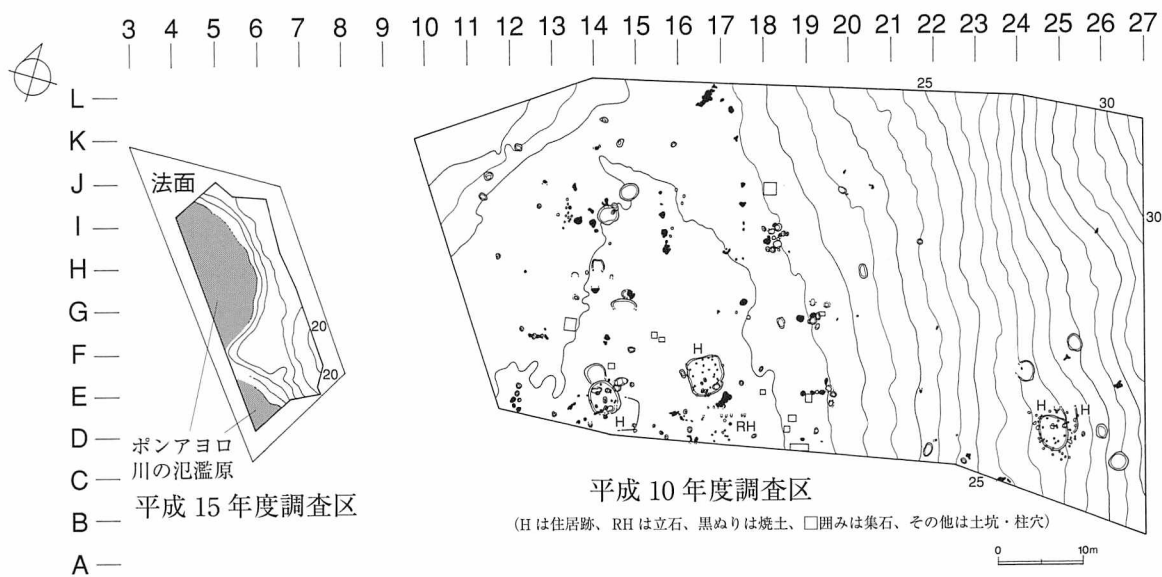 3 4 5 6 7 8 9 10 11 12 13 14 15 16 17 18 19 20 21 22 23 24 25 26 27
L
K
J
I
H
G
F
E
D
C
B
A
25
30
30
法面
20
20
H
H
RH
H
H
25
ポンアヨロ
川の氾濫原
平成 15 年度調査区
平成 10 年度調査区
(H は住居跡、RH は立石、黒ぬりは焼土、□囲みは集石、その他は土坑・柱穴)
0 10m